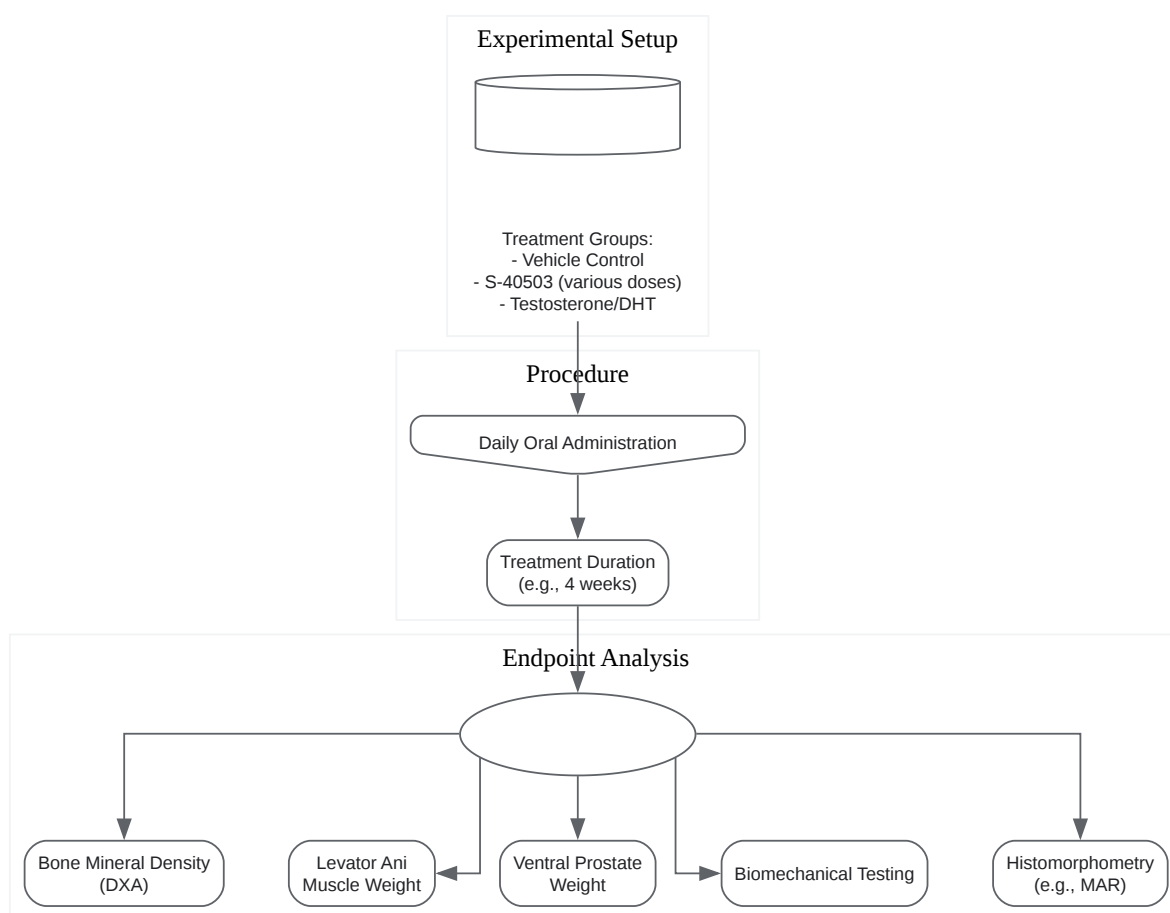 Experimental Setup
Treatment Groups:
- Vehicle Control
- S-40503 (various doses)
- Testosterone/DHT
Procedure
Daily Oral Administration
Treatment Duration
(e.g., 4 weeks)
Endpoint Analysis
Bone Mineral Density
(DXA)
Levator Ani
Muscle Weight
Ventral Prostate
Weight
Biomechanical Testing
Histomorphometry
(e.g., MAR)